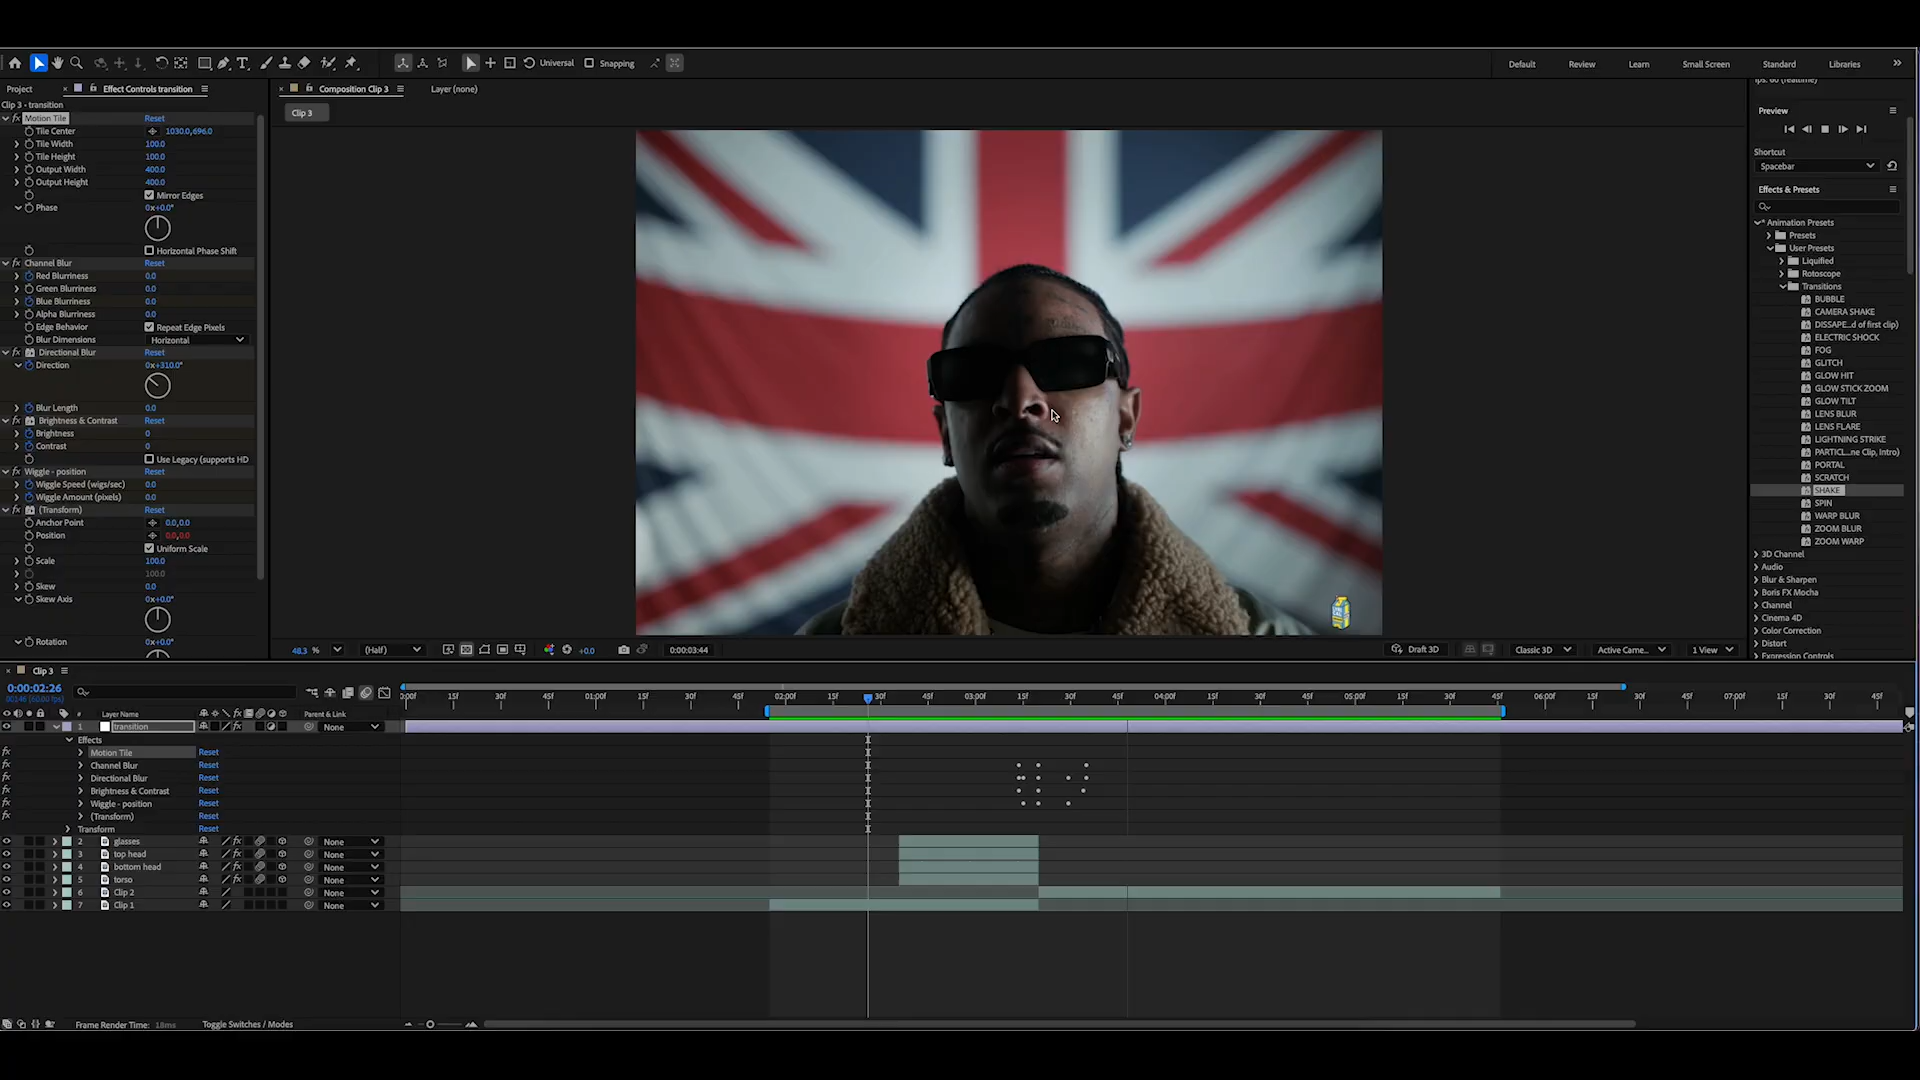 Universal
Snapping
Default
Review
Learn
Small Screen
Standard
Libraries
Project
Effect Controls transition
Composition Clip 3
Layer (none)
Clip 3 - transition
Clip 3
Motion Tile Reset
Tile Center 1030.0,696.0
Tile Width 100.0
Tile Height 100.0
Output Width 400.0
Output Height 400.0
Mirror Edges
Phase 0x+0.0°
Horizontal Phase Shift
Channel Blur Reset
Red Blurriness 0.0
Green Blurriness 0.0
Blue Blurriness 0.0
Alpha Blurriness 0.0
Edge Behavior Repeat Edge Pixels
Blur Dimensions Horizontal
Directional Blur Reset
Direction 0x+310.0°
Blur Length 0.0
Brightness & Contrast Reset
Brightness 0
Contrast 0
Use Legacy (supports HD
Wiggle - position Reset
Wiggle Speed (wigs/sec) 0.0
Wiggle Amount (pixels) 0.0
(Transform) Reset
Anchor Point 0.0,0.0
Position 0.0,0.0
Uniform Scale
Scale 100.0
100.0
Skew 0.0
Skew Axis 0x+0.0°
Rotation 0x+0.0°
48.3 %
(Half)
+0.0
0:00:03:44
Draft 3D
Classic 3D
Active Came...
1 View
Preview
Shortcut
Spacebar
Effects & Presets
* Animation Presets
Presets
User Presets
Liquified
Rotoscope
Transitions
BUBBLE
CAMERA SHAKE
DISSAPE...d of first clip)
ELECTRIC SHOCK
FOG
GLITCH
GLOW HIT
GLOW STICK ZOOM
GLOW TILT
LENS BLUR
LENS FLARE
LIGHTNING STRIKE
PARTICL...ne Clip, Intro)
PORTAL
SCRATCH
SHAKE
SPIN
WARP BLUR
ZOOM BLUR
ZOOM WARP
3D Channel
Audio
Blur & Sharpen
Boris FX Mocha
Channel
Cinema 4D
Color Correction
Distort
Expression Controls
Clip 3
0:00:02:26
00146 (60.00 fps)
0:00f 15f 30f 45f 01:00f 15f 30f 45f 02:00f 15f 30f 45f 03:00f 15f 30f 45f 04:00f 15f 30f 45f 05:00f 15f 30f 45f 06:00f 15f 30f 45f 07:00f 15f 30f 45f
# Layer Name Parent & Link
1 transition None
Effects
Motion Tile Reset
Channel Blur Reset
Directional Blur Reset
Brightness & Contrast Reset
Wiggle - position Reset
(Transform) Reset
Transform Reset
2 glasses None
3 top head None
4 bottom head None
5 torso None
6 Clip 2 None
7 Clip 1 None
Frame Render Time: 18ms
Toggle Switches / Modes